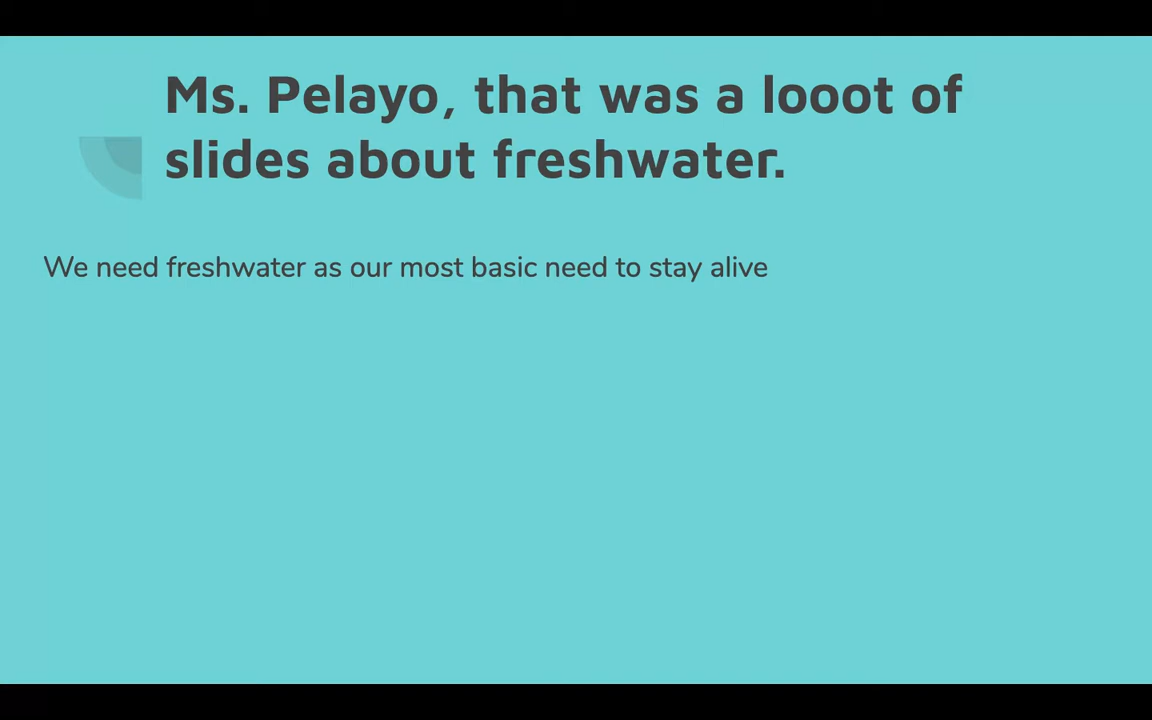 Ms. Pelayo, that was a looot of
slides about freshwater.
We need freshwater as our most basic need to stay alive